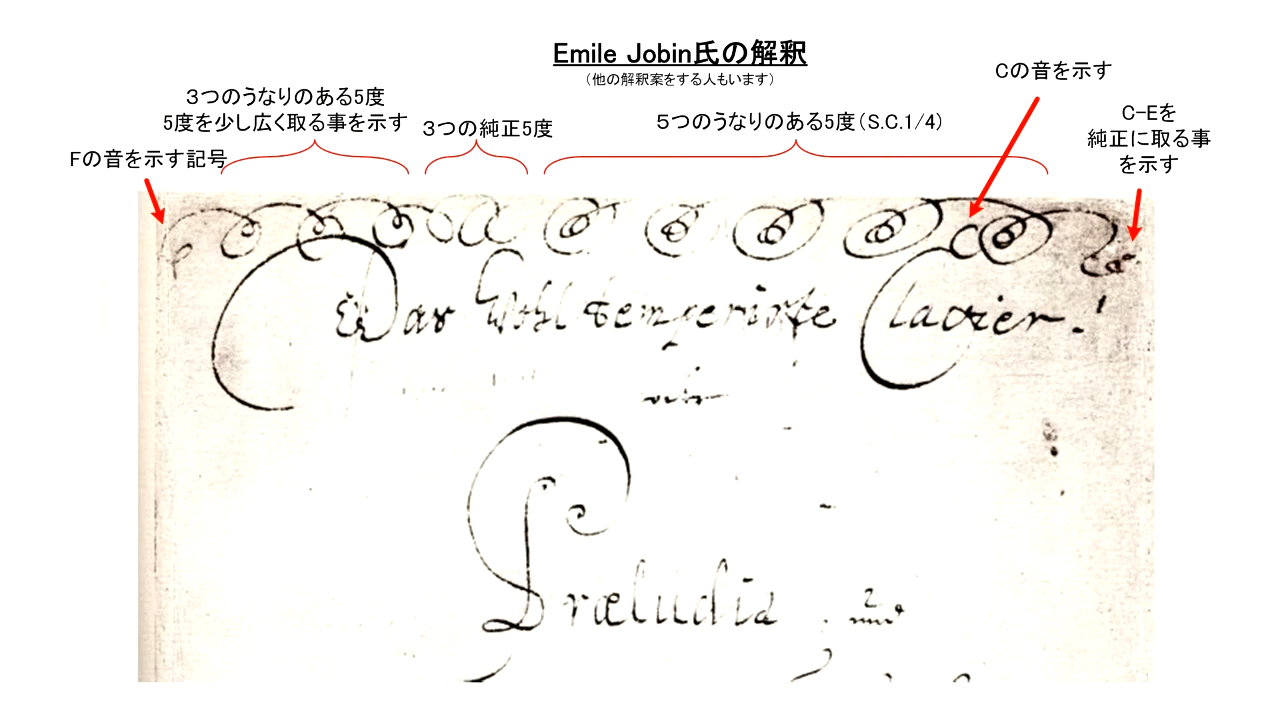 Emile Jobin氏の解釈
（他の解釈案をする人もいます）
Cの音を示す
３つのうなりのある5度
5度を少し広く取る事を示す
３つの純正5度
５つのうなりのある5度（S.C.1/4）
C-Eを
純正に取る事
を示す
Fの音を示す記号
Das Wohltemperirte Clavier.
oder
Præludia, und